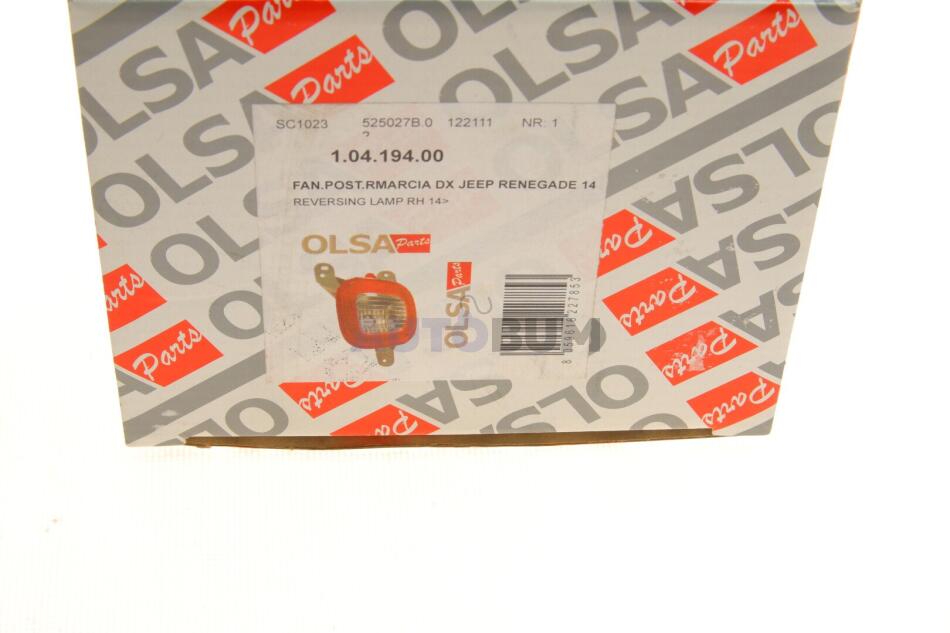 OLSA Parts
SC1023 525027B.0 122111 NR: 1
2
1.04.194.00
FAN.POST.RMARCIA DX JEEP RENEGADE 14
REVERSING LAMP RH 14>
OLSA Parts
OLSA Parts
8 059616 227853
AUTOBUM